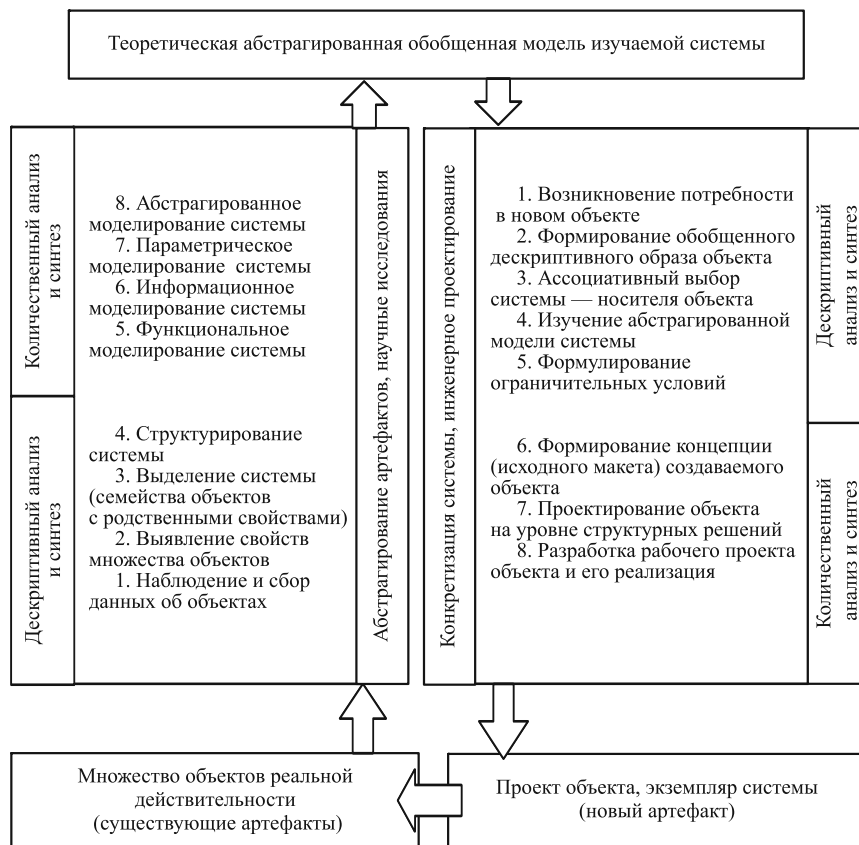 Теоретическая абстрагированная обобщенная модель изучаемой системы
Количественный анализ
и синтез
8. Абстрагированное
моделирование системы
7. Параметрическое
моделирование системы
6. Информационное
моделирование системы
5. Функциональное
моделирование системы
Дескриптивный анализ
и синтез
4. Структурирование
системы
3. Выделение системы
(семейства объектов
с родственными свойствами)
2. Выявление свойств
множества объектов
1. Наблюдение и сбор
данных об объектах
Абстрагирование артефактов, научные исследования
Конкретизация системы, инженерное проектирование
1. Возникновение потребности
в новом объекте
2. Формирование обобщенного
дескриптивного образа объекта
3. Ассоциативный выбор
системы — носителя объекта
4. Изучение абстрагированной
модели системы
5. Формулирование
ограничительных условий
Дескриптивный
анализ и синтез
6. Формирование концепции
(исходного макета) создаваемого
объекта
7. Проектирование объекта
на уровне структурных решений
8. Разработка рабочего проекта
объекта и его реализация
Количественный
анализ и синтез
Множество объектов реальной
действительности
(существующие артефакты)
Проект объекта, экземпляр системы
(новый артефакт)